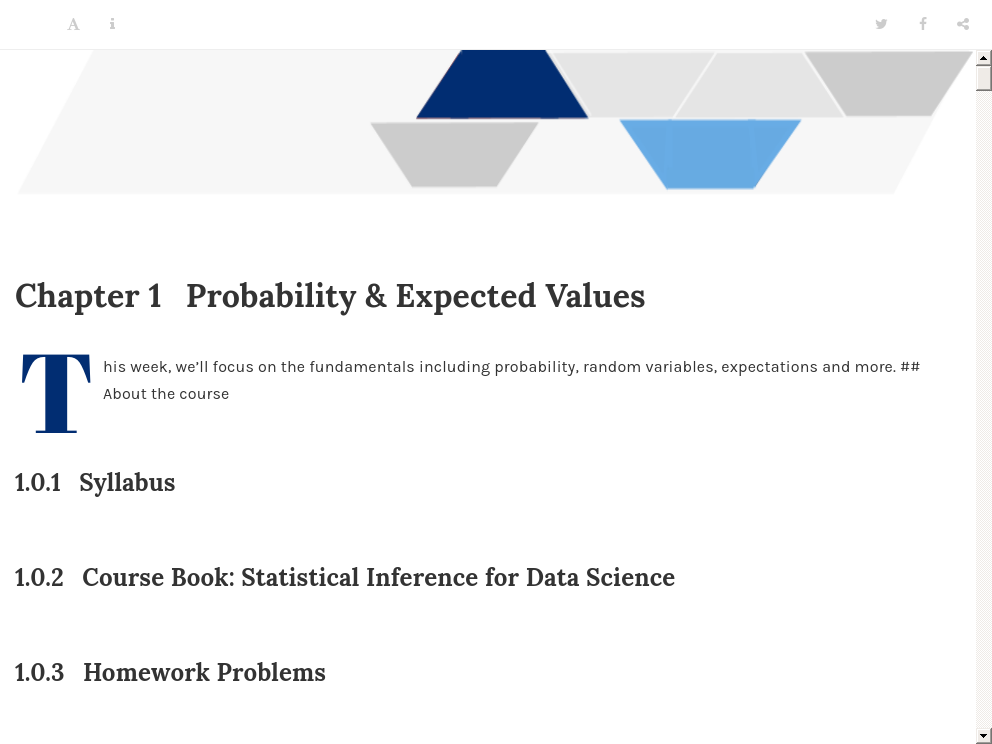 A i
Chapter 1 Probability & Expected Values
This week, we’ll focus on the fundamentals including probability, random variables, expectations and more. ##
About the course
1.0.1 Syllabus
1.0.2 Course Book: Statistical Inference for Data Science
1.0.3 Homework Problems